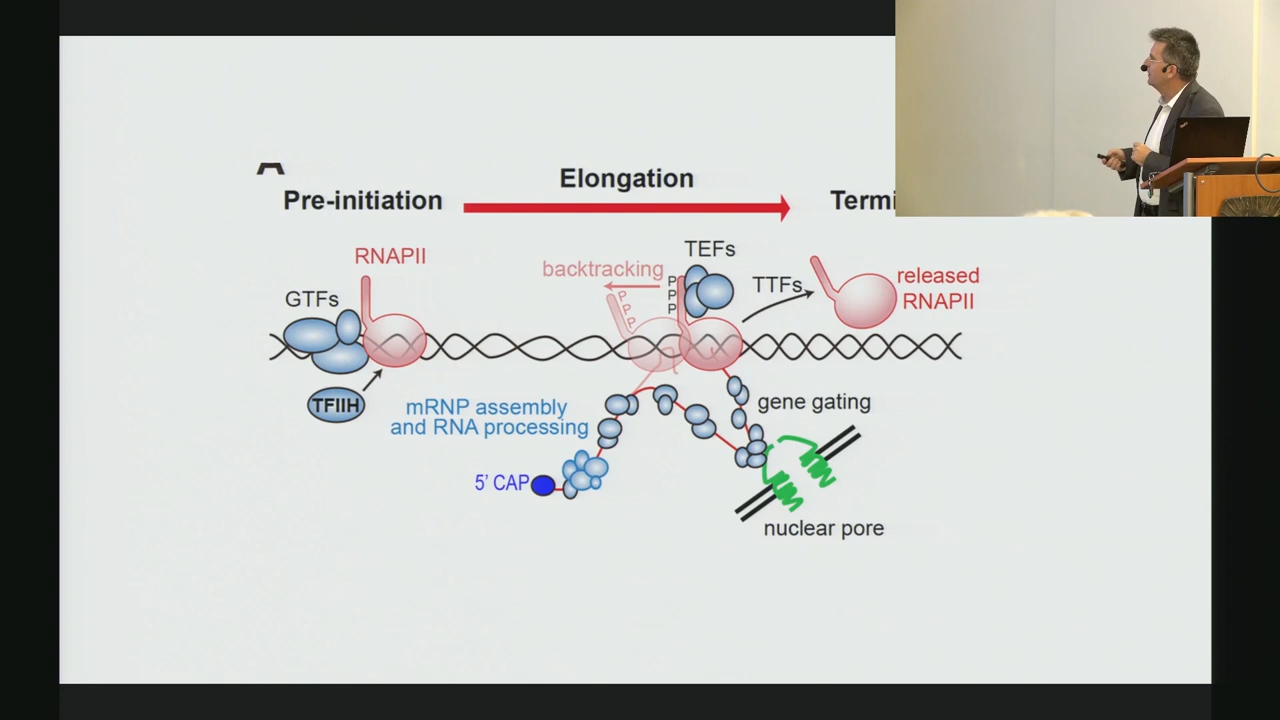 Pre-initiation
Elongation
Termi
RNAPII
GTFs
TFIIH
backtracking
P
P
P
P
P
P
TEFs
TTFs
released
RNAPII
mRNP assembly
and RNA processing
5' CAP
gene gating
nuclear pore